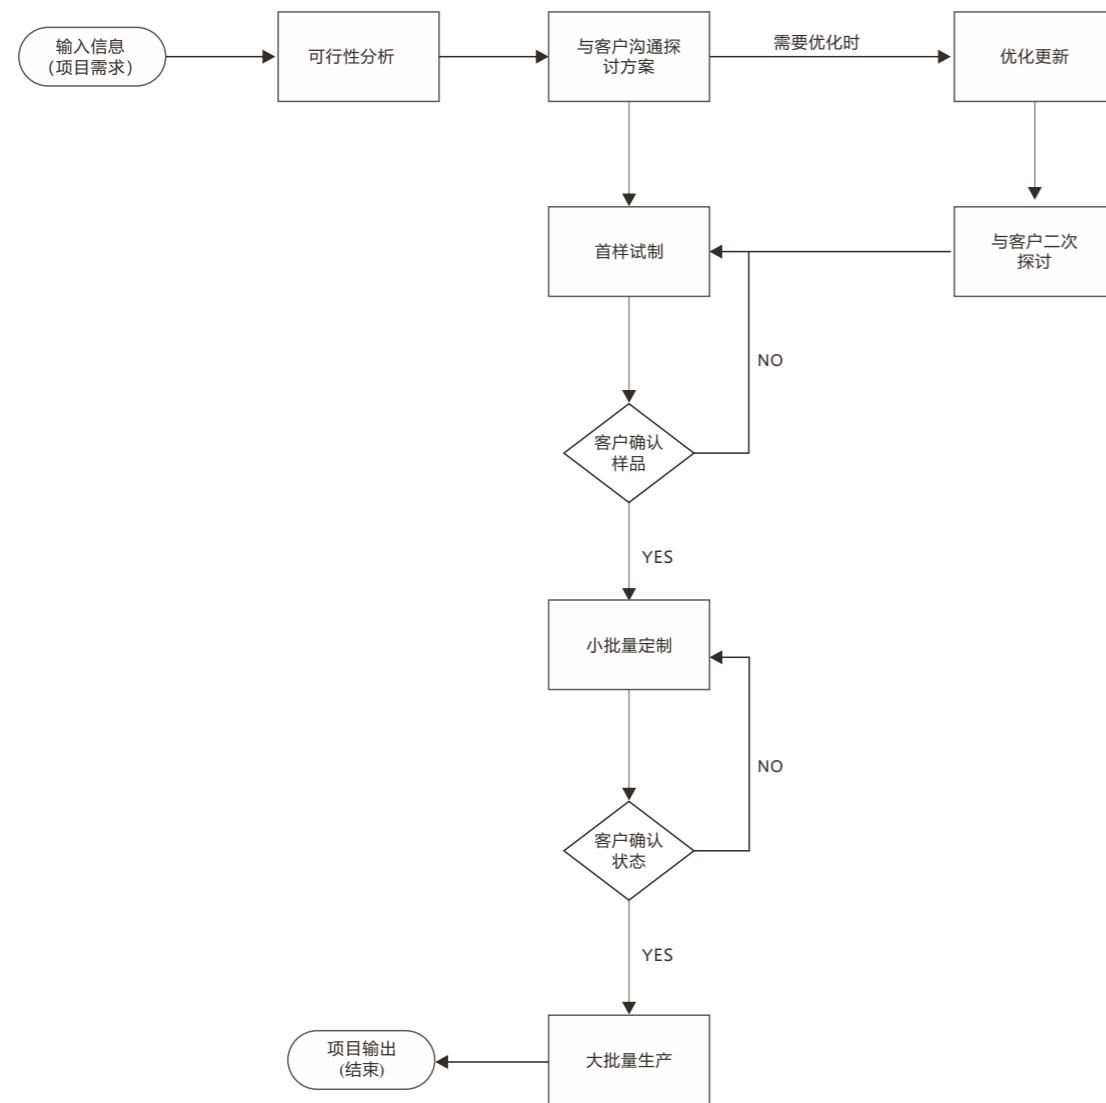 输入信息
(项目需求)
可行性分析
与客户沟通探
讨方案
需要优化时
优化更新
首样试制
与客户二次
探讨
NO
客户确认
样品
YES
小批量定制
NO
客户确认
状态
YES
大批量生产
项目输出
(结束)